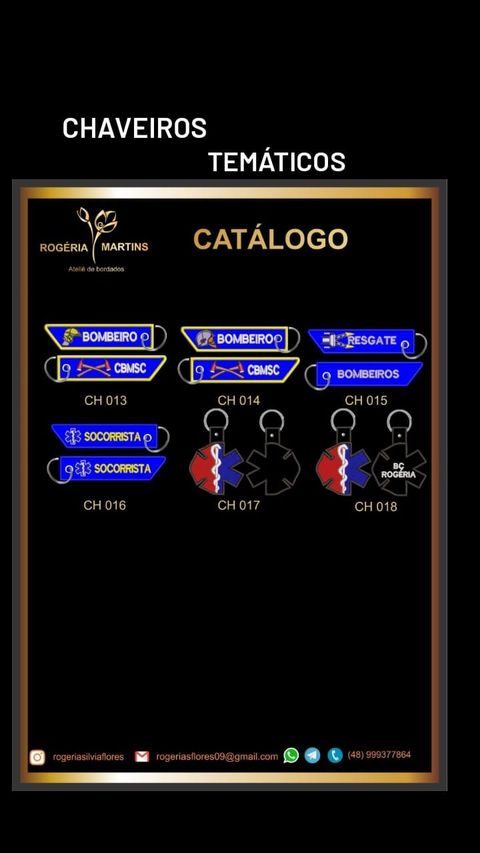 CHAVEIROS
TEMÁTICOS
ROGÉRIA MARTINS
Ateliê de bordados
CATÁLOGO
BOMBEIRO
CBMSC
CH 013
BOMBEIRO
CBMSC
CH 014
RESGATE
BOMBEIROS
CH 015
SOCORRISTA
SOCORRISTA
CH 016
CH 017
BC
ROGÉRIA
CH 018
rogeriasilviaflores
rogeriasflores09@gmail.com
(48) 999377864